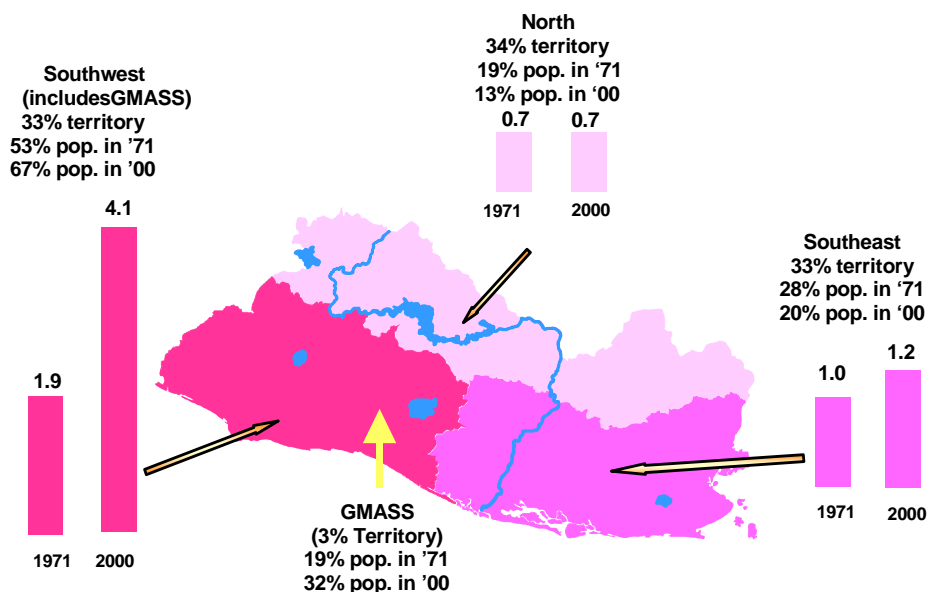 North
34% territory
19% pop. in ‘71
13% pop. in ‘00
0.7 0.7
1971 2000
Southwest
(includesGMASS)
33% territory
53% pop. in ’71
67% pop. in ’00
4.1
1.9
1971 2000
Southeast
33% territory
28% pop. in ‘71
20% pop. in ‘00
1.2
1.0
1971 2000
GMASS
(3% Territory)
19% pop. in ’71
32% pop. in ’00